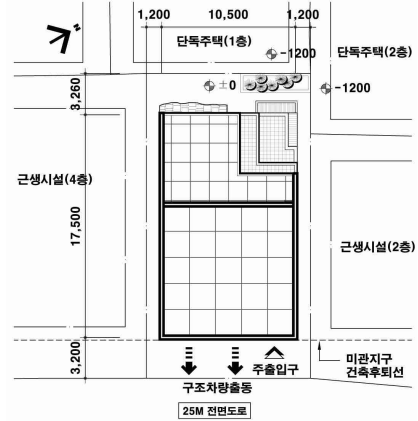 1,200 10,500 1,200
N
단독주택(1층)
-1200
단독주택(2층)
±0
-1200
3,260
근생시설(4층)
17,500
근생시설(2층)
3,200
주출입구
미관지구
건축후퇴선
구조차량출동
25M 전면도로